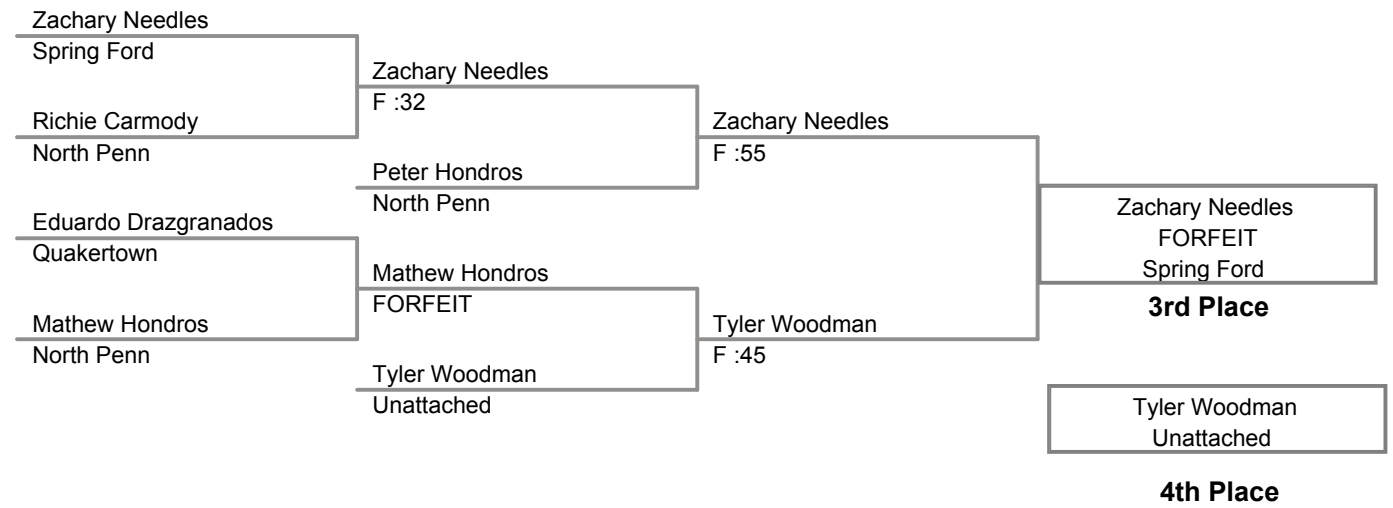 Zachary Needles
Spring Ford
Zachary Needles
F :32
Richie Carmody
North Penn
Zachary Needles
F :55
Peter Hondros
North Penn
Zachary Needles
FORFEIT
Spring Ford
3rd Place
Eduardo Drazgranados
Quakertown
Mathew Hondros
FORFEIT
Mathew Hondros
North Penn
Tyler Woodman
F :45
Tyler Woodman
Unattached
Tyler Woodman
Unattached
4th Place